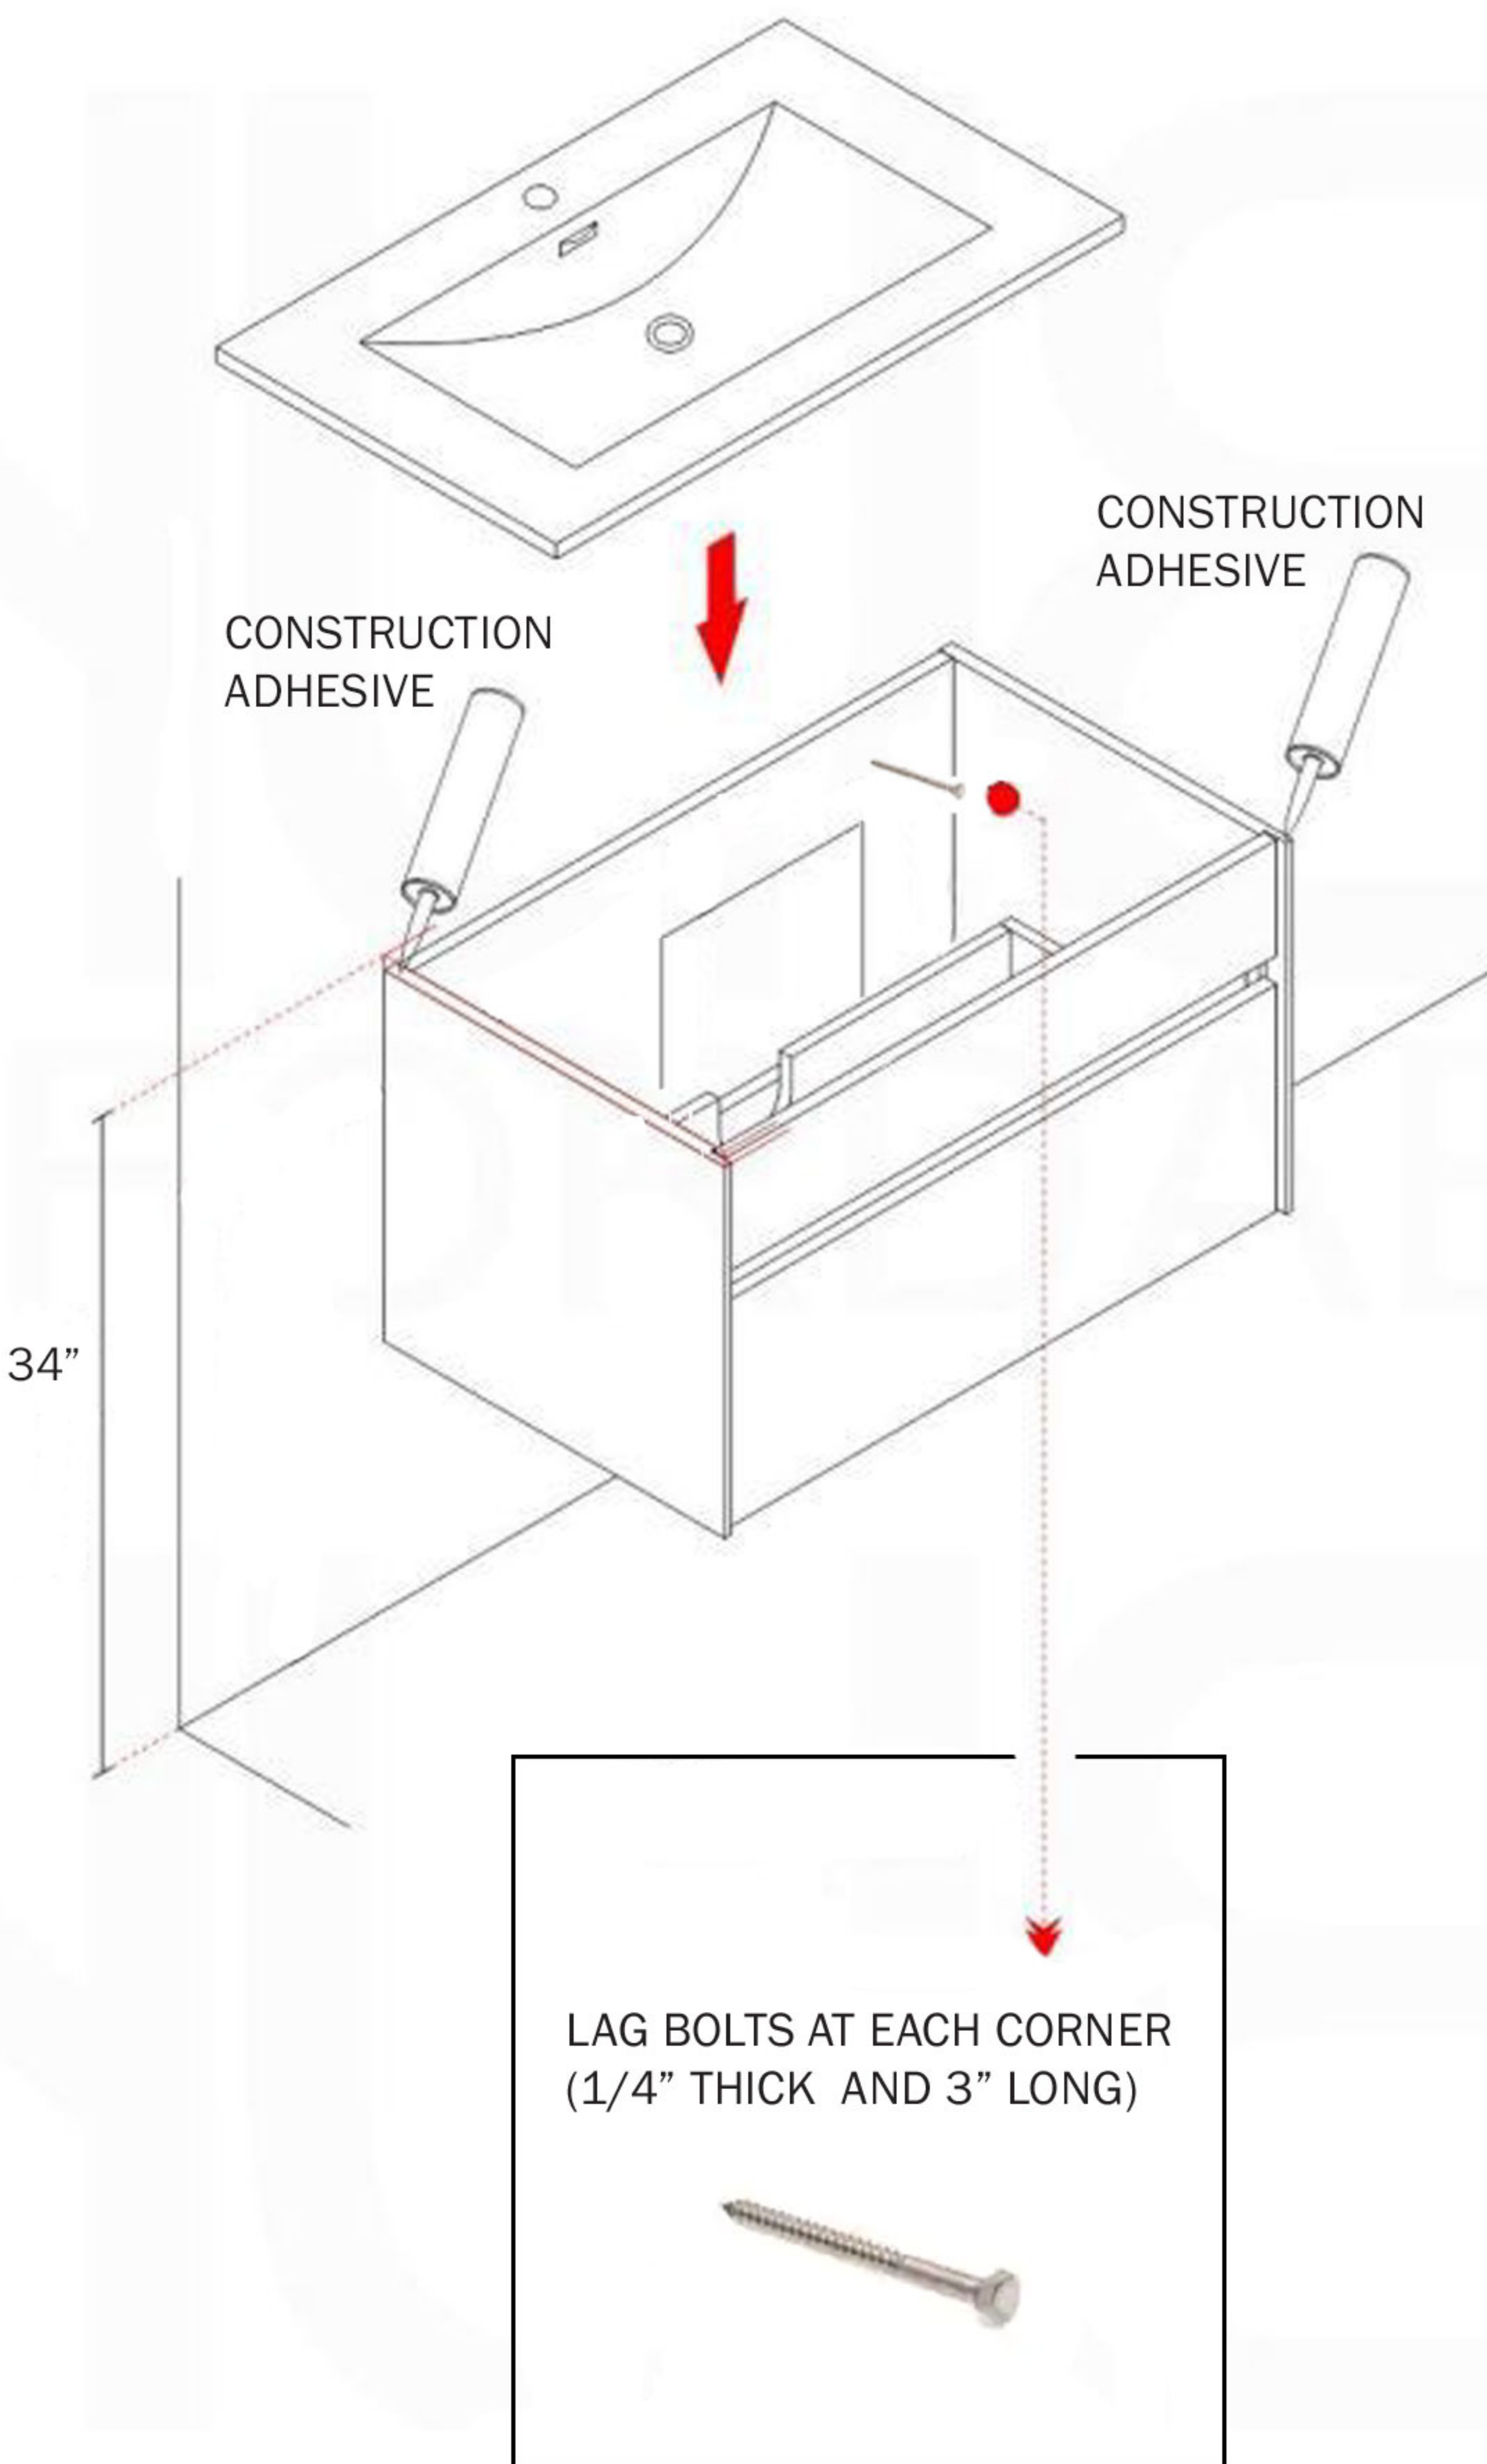 CONSTRUCTION
ADHESIVE
CONSTRUCTION
ADHESIVE
34”
LAG BOLTS AT EACH CORNER
(1/4” THICK  AND 3” LONG)